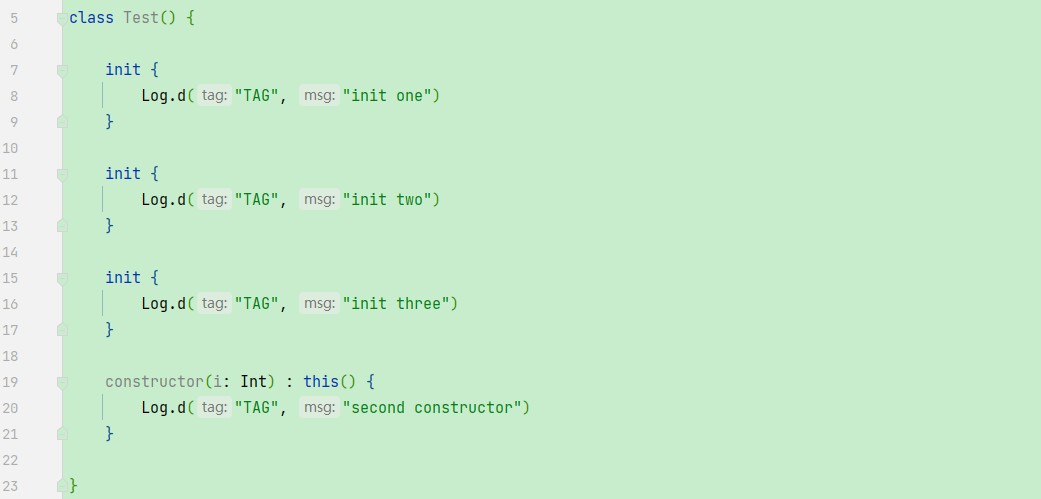 5 class Test() {
6
7 init {
8 Log.d( tag: "TAG", msg: "init one")
9 }
10
11 init {
12 Log.d( tag: "TAG", msg: "init two")
13 }
14
15 init {
16 Log.d( tag: "TAG", msg: "init three")
17 }
18
19 constructor(i: Int) : this() {
20 Log.d( tag: "TAG", msg: "second constructor")
21 }
22
23 }